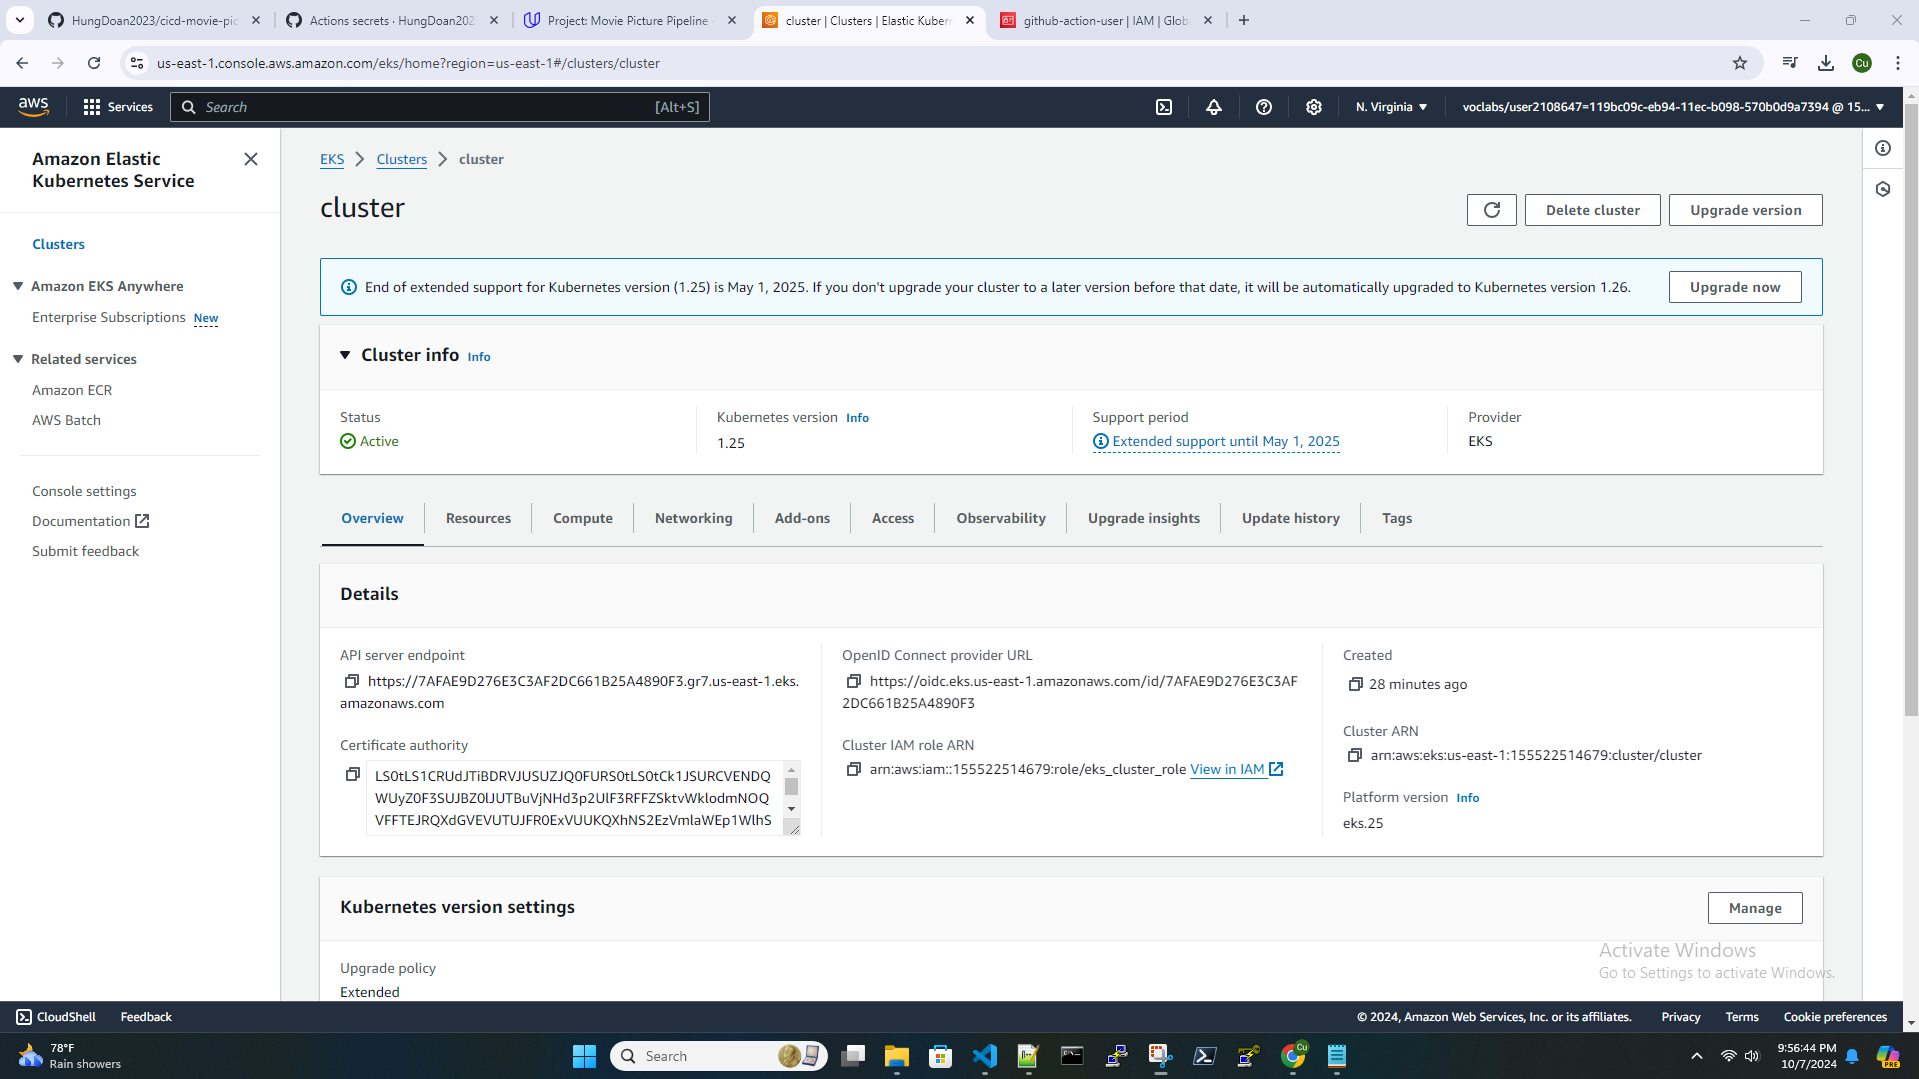 HungDoan2023/cicd-movie-pic
Actions secrets · HungDoan202
Project: Movie Picture Pipeline
cluster | Clusters | Elastic Kubern
github-action-user | IAM | Globa
us-east-1.console.aws.amazon.com/eks/home?region=us-east-1#/clusters/cluster
Cu
aws
Services
Search
[Alt+S]
N. Virginia
voclabs/user2108647=119bc09c-eb94-11ec-b098-570b0d9a7394 @ 15...
Amazon Elastic
Kubernetes Service
Clusters
Amazon EKS Anywhere
Enterprise Subscriptions New
Related services
Amazon ECR
AWS Batch
Console settings
Documentation
Submit feedback
EKS
Clusters
cluster
cluster
Delete cluster
Upgrade version
End of extended support for Kubernetes version (1.25) is May 1, 2025. If you don't upgrade your cluster to a later version before that date, it will be automatically upgraded to Kubernetes version 1.26.
Upgrade now
Cluster info Info
Status
Active
Kubernetes version Info
1.25
Support period
Extended support until May 1, 2025
Provider
EKS
Overview
Resources
Compute
Networking
Add-ons
Access
Observability
Upgrade insights
Update history
Tags
Details
API server endpoint
https://7AFAE9D276E3C3AF2DC661B25A4890F3.gr7.us-east-1.eks.
amazonaws.com
Certificate authority
LS0tLS1CRUdJTiBDRVJUSUZJQ0FURS0tLS0tCk1JSURCVENDQ
WUyZ0F3SUJBZ0lJUTBuVjNHd3p2UlF3RFFZSktvWklodmNOQ
VFFTEJRQXdGVEVUTUJFR0ExVUUKQXhNS2EzVmlaWEp1WlhS
OpenID Connect provider URL
https://oidc.eks.us-east-1.amazonaws.com/id/7AFAE9D276E3C3AF
2DC661B25A4890F3
Cluster IAM role ARN
arn:aws:iam::155522514679:role/eks_cluster_role View in IAM
Created
28 minutes ago
Cluster ARN
arn:aws:eks:us-east-1:155522514679:cluster/cluster
Platform version Info
eks.25
Kubernetes version settings
Manage
Upgrade policy
Extended
Activate Windows
Go to Settings to activate Windows.
CloudShell
Feedback
© 2024, Amazon Web Services, Inc. or its affiliates.
Privacy
Terms
Cookie preferences
78°F
Rain showers
Search
Cu
9:56:44 PM
10/7/2024
PRE